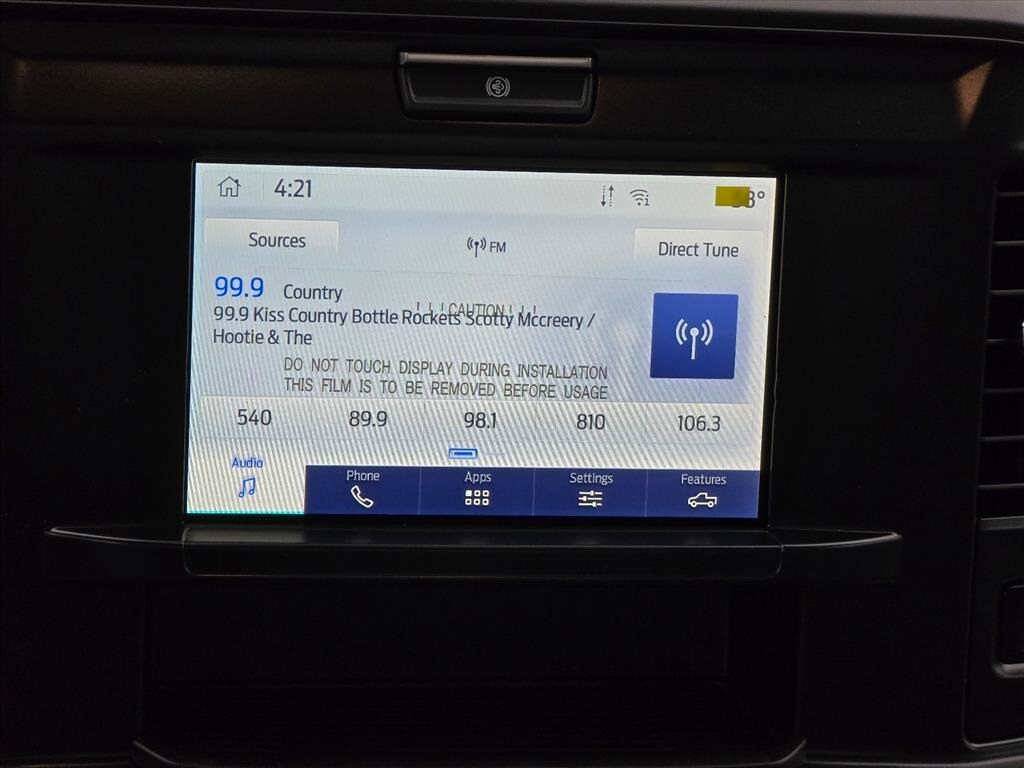 4:21
8°
Sources
FM
Direct Tune
99.9 Country
! ! ! CAUTION ! ! !
99.9 Kiss Country Bottle Rockets Scotty Mccreery /
Hootie & The
DO NOT TOUCH DISPLAY DURING INSTALLATION
THIS FILM IS TO BE REMOVED BEFORE USAGE
540 89.9 98.1 810 106.3
Audio Phone Apps Settings Features